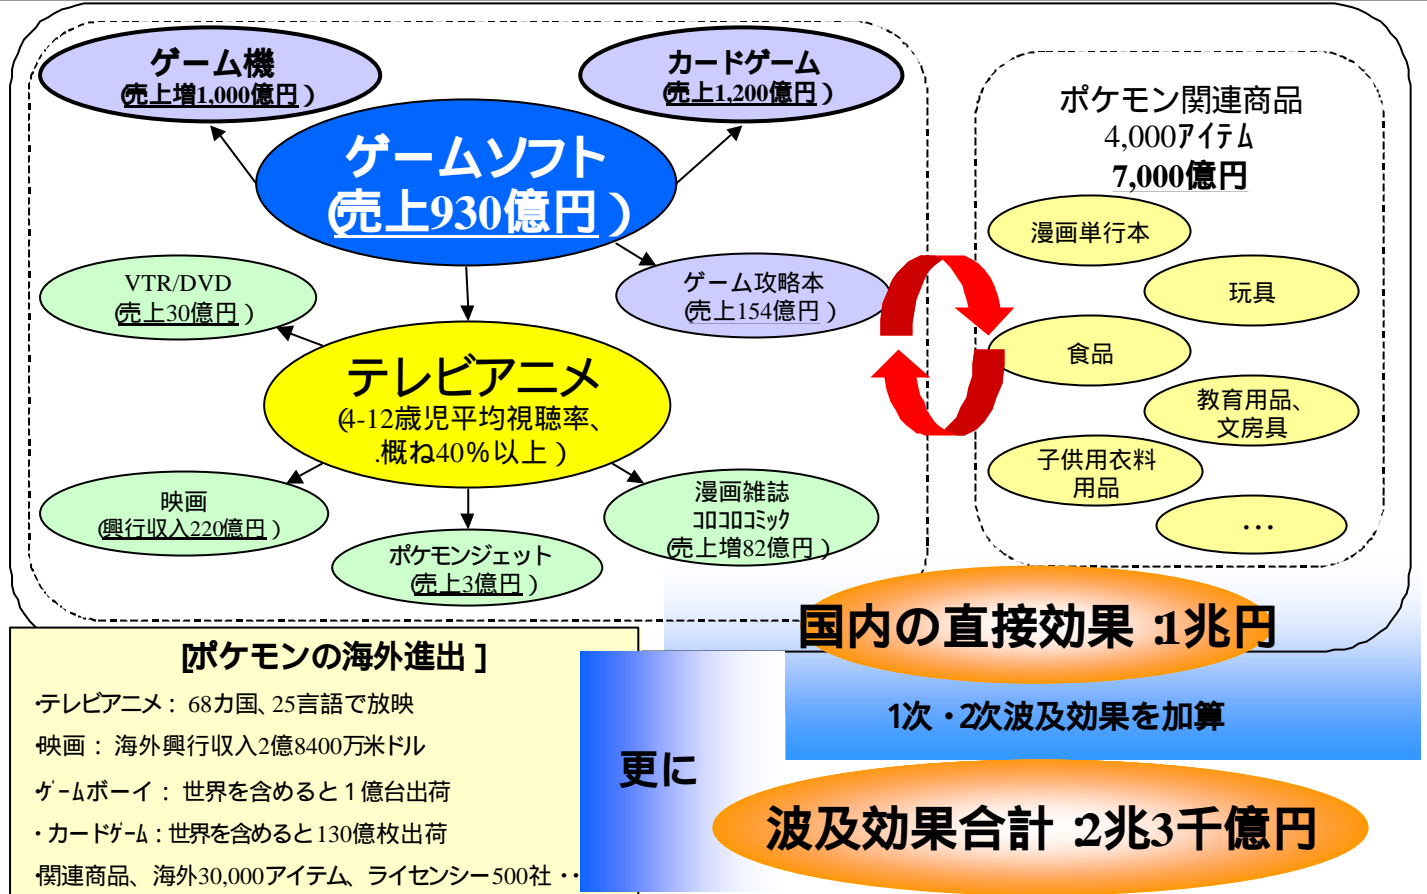 ゲーム機
(売上増1,000億円)
カードゲーム
(売上1,200億円)
ゲームソフト
(売上930億円)
VTR/DVD
(売上30億円)
ゲーム攻略本
(売上154億円)
テレビアニメ
(4-12歳児平均視聴率、
.概ね40％以上)
映画
(興行収入220億円)
ポケモンジェット
(売上3億円)
漫画雑誌
コロコロコミック
(売上増82億円)
ポケモン関連商品
4,000アイテム
7,000億円
漫画単行本
玩具
食品
教育用品、
文房具
子供用衣料
用品
・・・
国内の直接効果:1兆円
1次・2次波及効果を加算
更に
波及効果合計:2兆3千億円
[ポケモンの海外進出]
・テレビアニメ：68カ国、25言語で放映
・映画：海外興行収入2億8400万米ドル
・ゲームボーイ：世界を含めると1億台出荷
・カードゲーム：世界を含めると130億枚出荷
・関連商品、海外30,000アイテム、ライセンシー500社・・